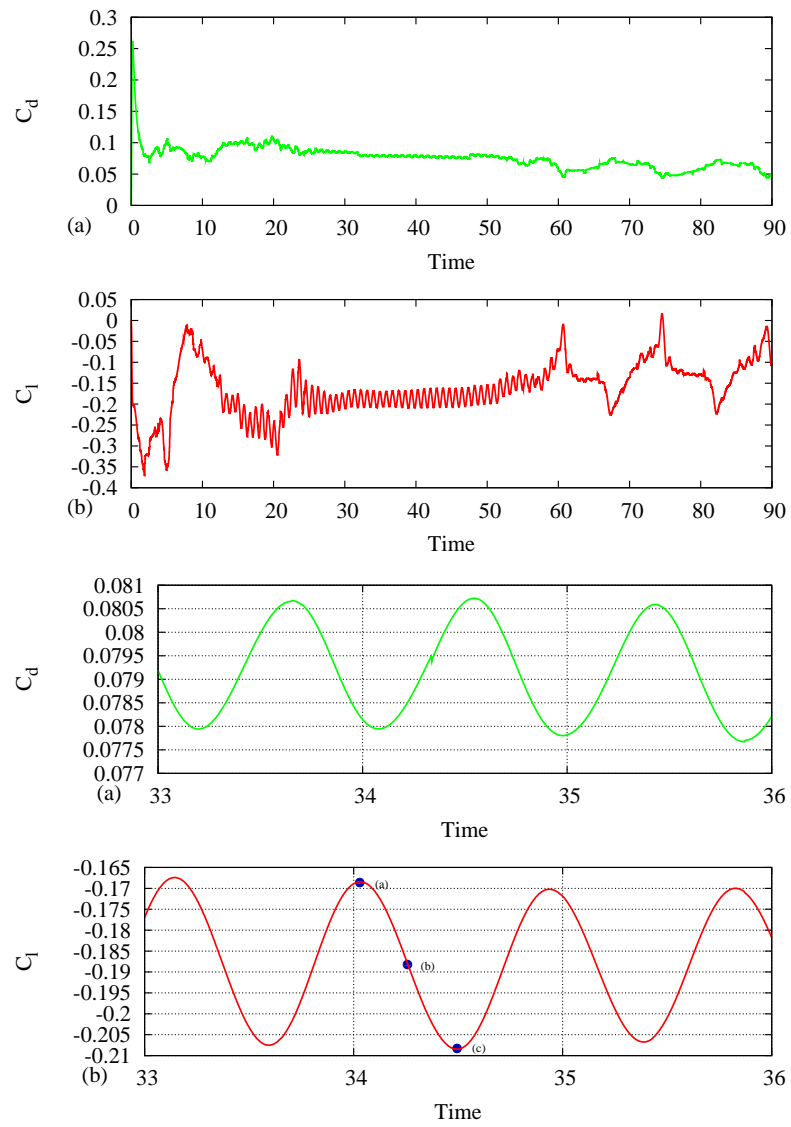 0.3
0.25
0.2
0.15
0.1
0.05
0
C_d
(a)
0 10 20 30 40 50 60 70 80 90
Time
0.05
0
-0.05
-0.1
-0.15
-0.2
-0.25
-0.3
-0.35
-0.4
C_l
(b)
0 10 20 30 40 50 60 70 80 90
Time
0.081
0.0805
0.08
0.0795
0.079
0.0785
0.078
0.0775
0.077
C_d
(a)
33 34 35 36
Time
-0.165
-0.17
-0.175
-0.18
-0.185
-0.19
-0.195
-0.2
-0.205
-0.21
C_l
(a)
(b)
(c)
(b)
33 34 35 36
Time